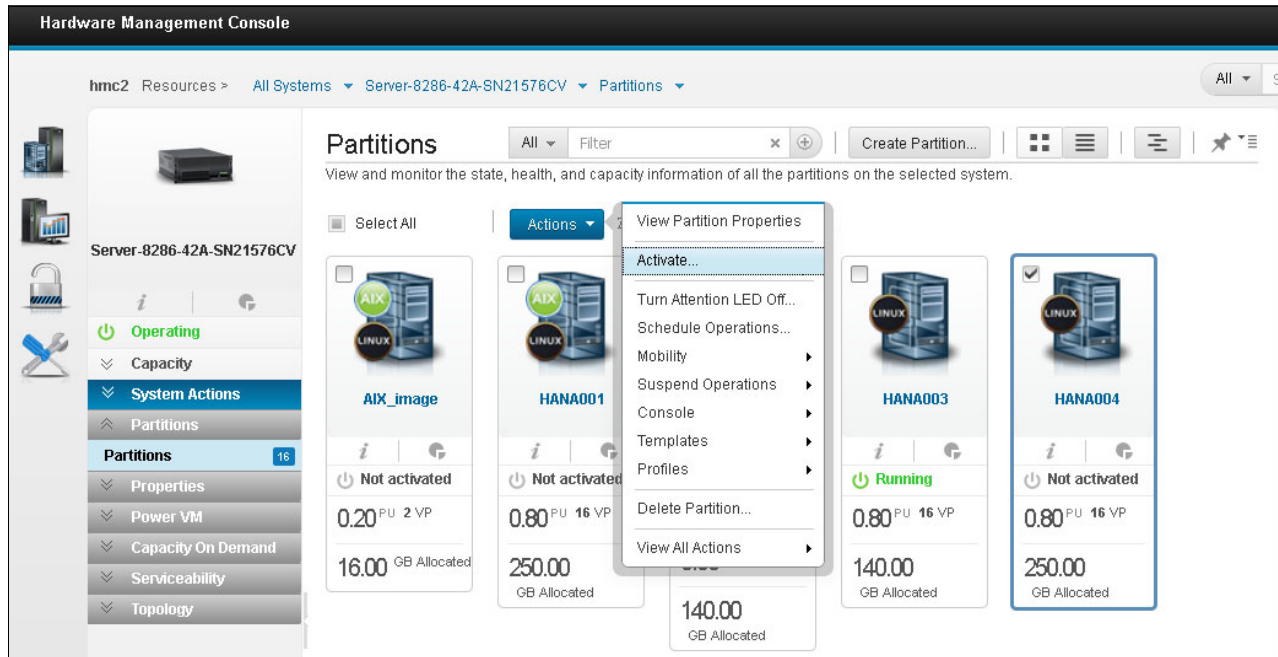 Hardware Management Console
hmc2 Resources > All Systems Server-8286-42A-SN21576CV Partitions
All
Partitions All Filter Create Partition...
View and monitor the state, health, and capacity information of all the partitions on the selected system.
Select All Actions
Server-8286-42A-SN21576CV
Operating
Capacity
System Actions
Partitions
Partitions 16
Properties
Power VM
Capacity On Demand
Serviceability
Topology
AIX
LINUX
AIX_image
Not activated
0.20 PU 2 VP
16.00 GB Allocated
AIX
LINUX
HANA001
Not activated
0.80 PU 16 VP
250.00
GB Allocated
View Partition Properties
Activate...
Turn Attention LED Off...
Schedule Operations...
Mobility
Suspend Operations
Console
Templates
Profiles
Delete Partition...
View All Actions
140.00
GB Allocated
LINUX
HANA003
Running
0.80 PU 16 VP
140.00
GB Allocated
LINUX
HANA004
Not activated
0.80 PU 16 VP
250.00
GB Allocated